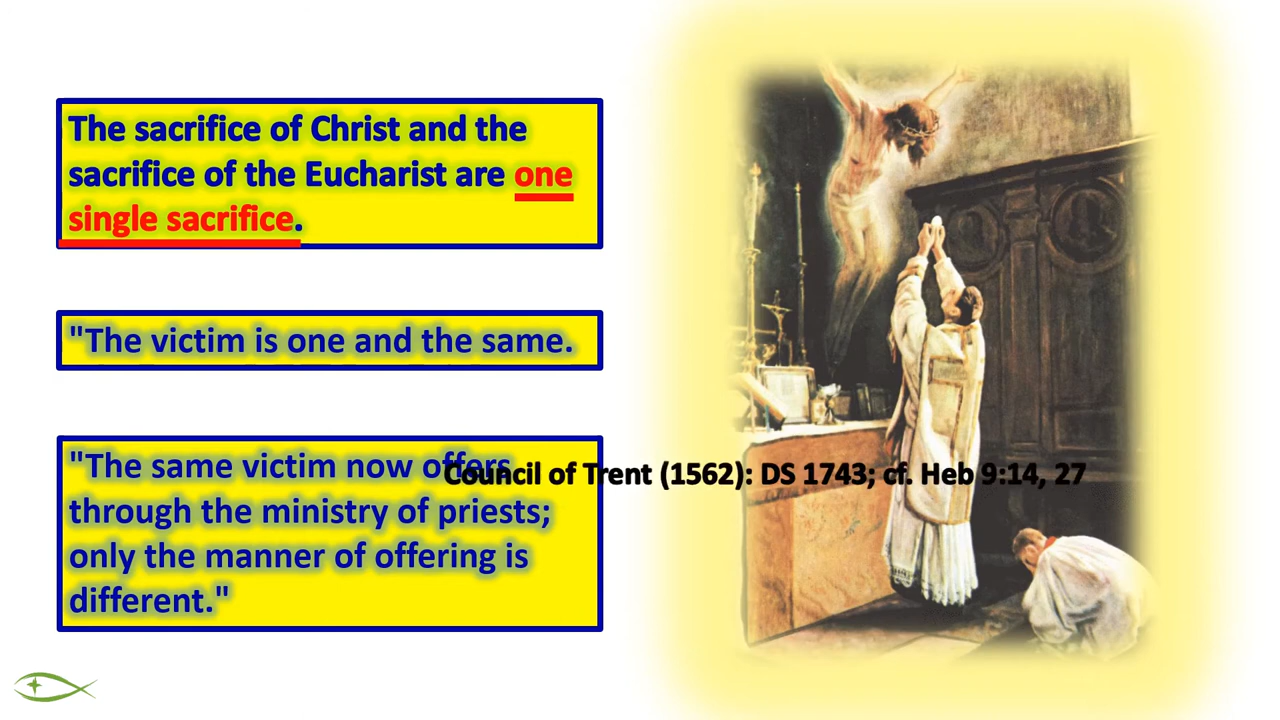 The sacrifice of Christ and the
sacrifice of the Eucharist are one
single sacrifice.
"The victim is one and the same.
"The same victim now offers
through the ministry of priests;
only the manner of offering is
different."
Council of Trent (1562): DS 1743; cf. Heb 9:14, 27